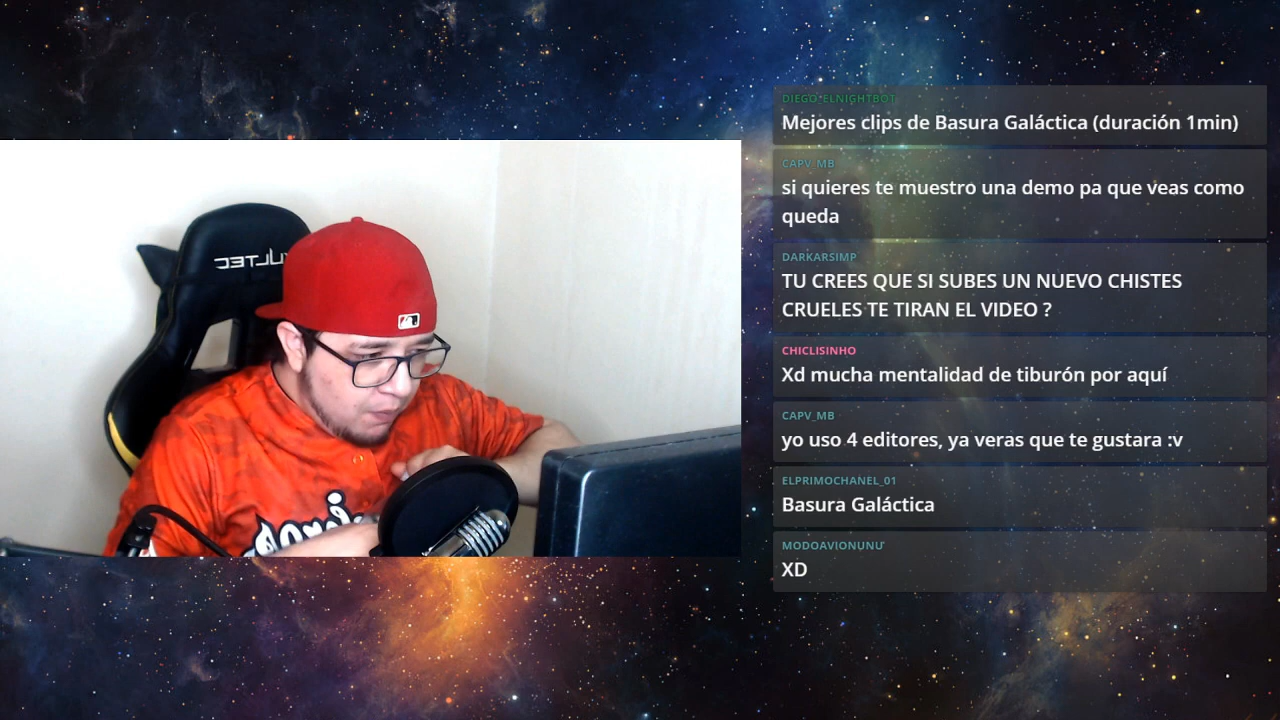 DIEGO_ELNIGHTBOT
Mejores clips de Basura Galáctica (duración 1min)
CAPV_MB
si quieres te muestro una demo pa que veas como
queda
DARKARSIMP
TU CREES QUE SI SUBES UN NUEVO CHISTES
CRUELES TE TIRAN EL VIDEO ?
CHICLISINHO
Xd mucha mentalidad de tiburón por aquí
CAPV_MB
yo uso 4 editores, ya veras que te gustara :v
ELPRIMOCHANEL_01
Basura Galáctica
MODOAVIONUNU
XD